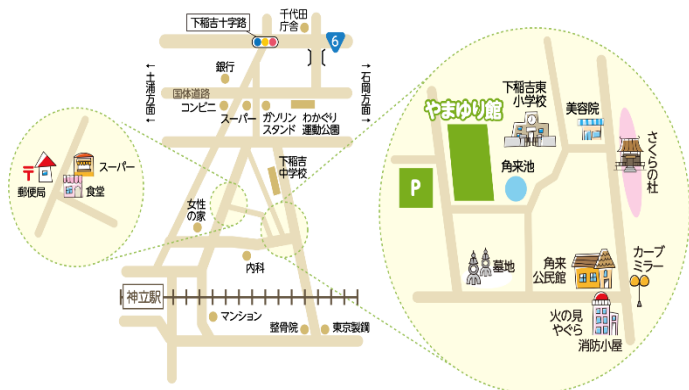 下稲吉十字路
千代田
庁舎
6
←土浦方面
石岡方面→
銀行
国体道路
コンビニ
スーパー
ガソリン
スタンド
わかぐり
運動公園
下稲吉
中学校
女性
の家
内科
神立駅
マンション
整骨院
東京製鋼
〒
郵便局
スーパー
食堂
やまゆり館
P
下稲吉東
小学校
美容院
さくらの杜
角来池
墓地
角来
公民館
カーブ
ミラー
火の見
やぐら
消防小屋